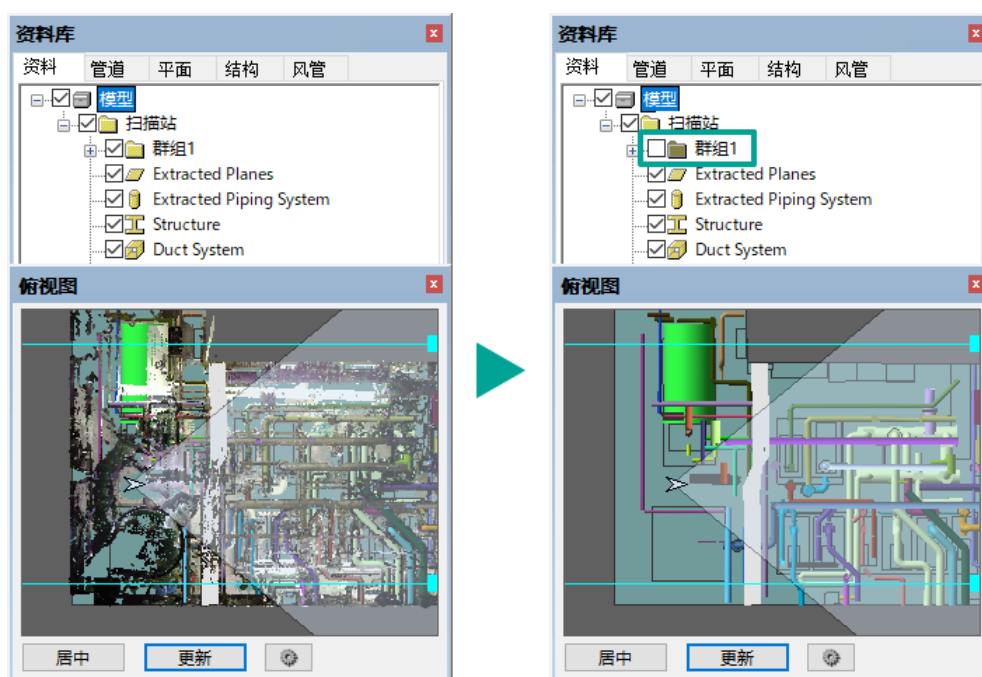 资料库
资料 管道 平面 结构 风管
模型
扫描站
群组1
Extracted Planes
Extracted Piping System
Structure
Duct System
俯视图
居中 更新
资料库
资料 管道 平面 结构 风管
模型
扫描站
群组1
Extracted Planes
Extracted Piping System
Structure
Duct System
俯视图
居中 更新